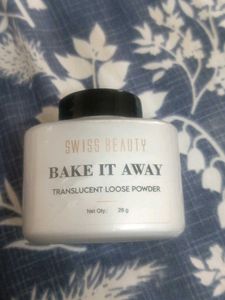 SWISS BEAUTY
BAKE IT AWAY
TRANSLUCENT LOOSE POWDER
Net Qty: 26 g